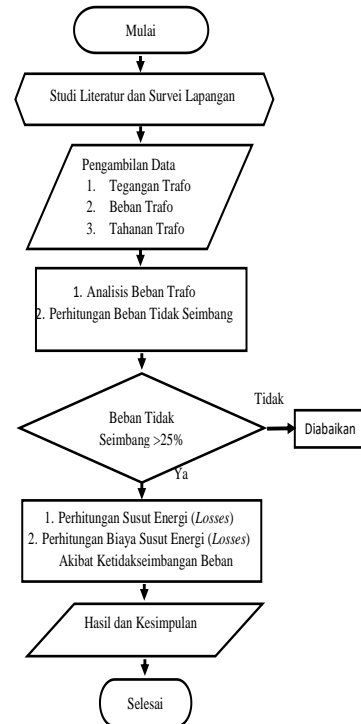 Mulai
Studi Literatur dan Survei Lapangan
Pengambilan Data
1. Tegangan Trafo
2. Beban Trafo
3. Tahanan Trafo
1. Analisis Beban Trafo
2. Perhitungan Beban Tidak Seimbang
Beban Tidak
Seimbang >25%
Tidak
Diabaikan
Ya
1. Perhitungan Susut Energi (Losses)
2. Perhitungan Biaya Susut Energi (Losses)
Akibat Ketidakseimbangan Beban
Hasil dan Kesimpulan
Selesai